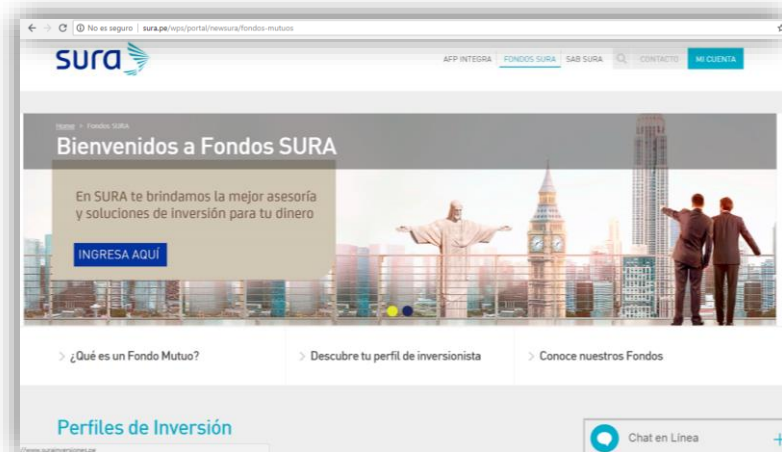 No es seguro | sura.pe/wps/portal/newsura/fondos-mutuos
sura
AFP INTEGRA FONDOS SURA SAB SURA CONTACTO MI CUENTA
Home > Fondos SURA
Bienvenidos a Fondos SURA
En SURA te brindamos la mejor asesoría
y soluciones de inversión para tu dinero
INGRESA AQUÍ
> ¿Qué es un Fondo Mutuo? > Descubre tu perfil de inversionista > Conoce nuestros Fondos
Perfiles de Inversión
Chat en Línea +
//www.surainversiones.pe